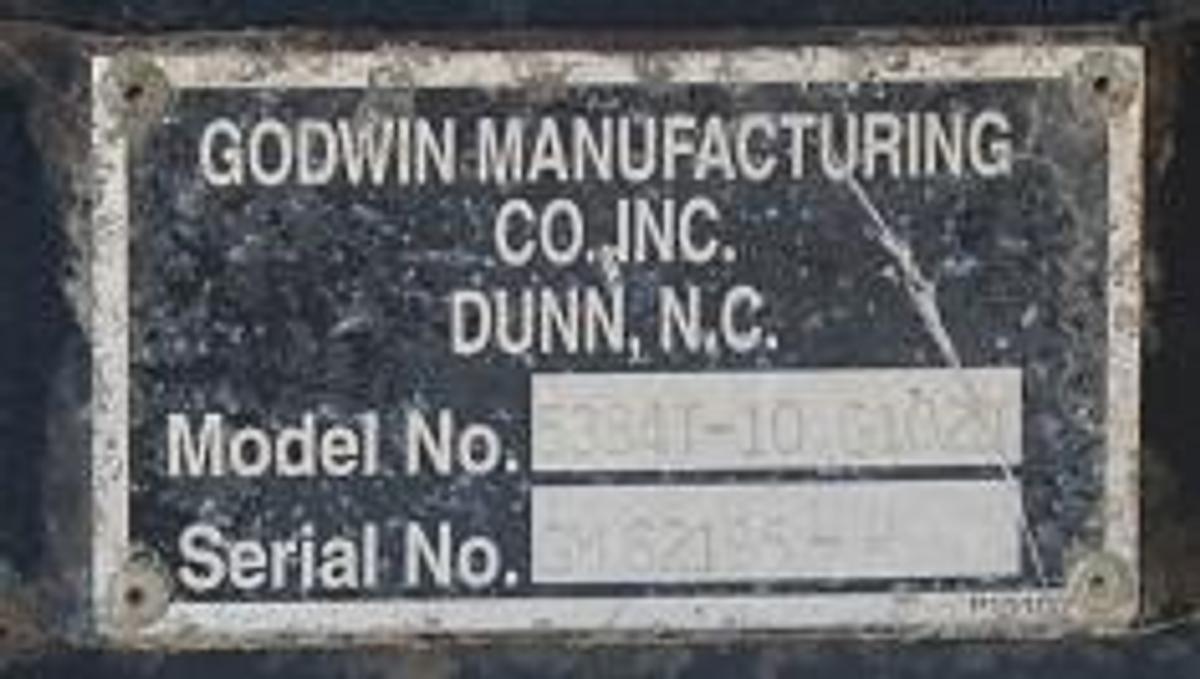 GODWIN MANUFACTURING
CO. INC.
DUNN, N.C.
Model No.
Serial No.